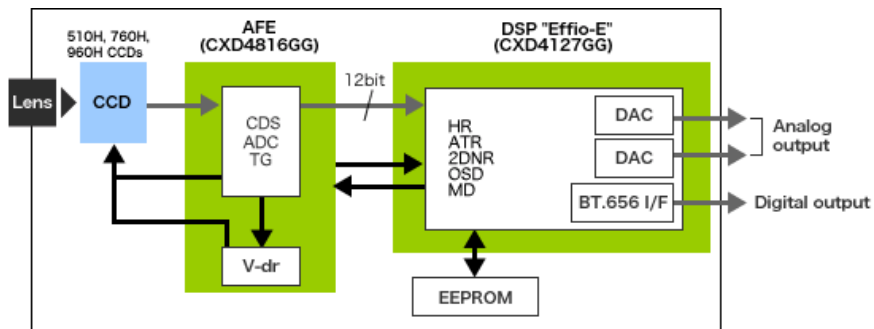 510H, 760H,
960H CCDs
AFE
(CXD4816GG)
DSP "Effio-E"
(CXD4127GG)
Lens
CCD
12bit
CDS
ADC
TG
V-dr
HR
ATR
2DNR
OSD
MD
DAC
DAC
BT.656 I/F
EEPROM
Analog
output
Digital output